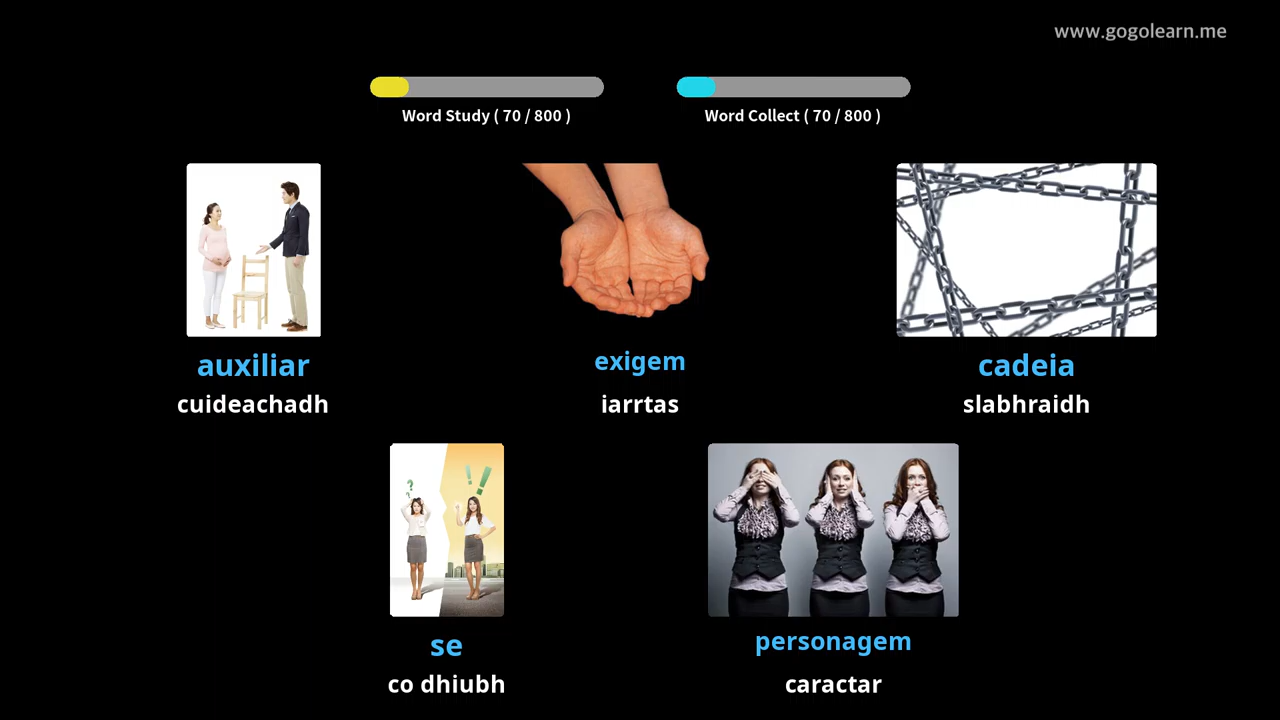 www.gogolearn.me
Word Study ( 70 / 800 )
Word Collect ( 70 / 800 )
auxiliar
cuideachadh
exigem
iarrtas
cadeia
slabhraidh
se
co dhiubh
personagem
caractar